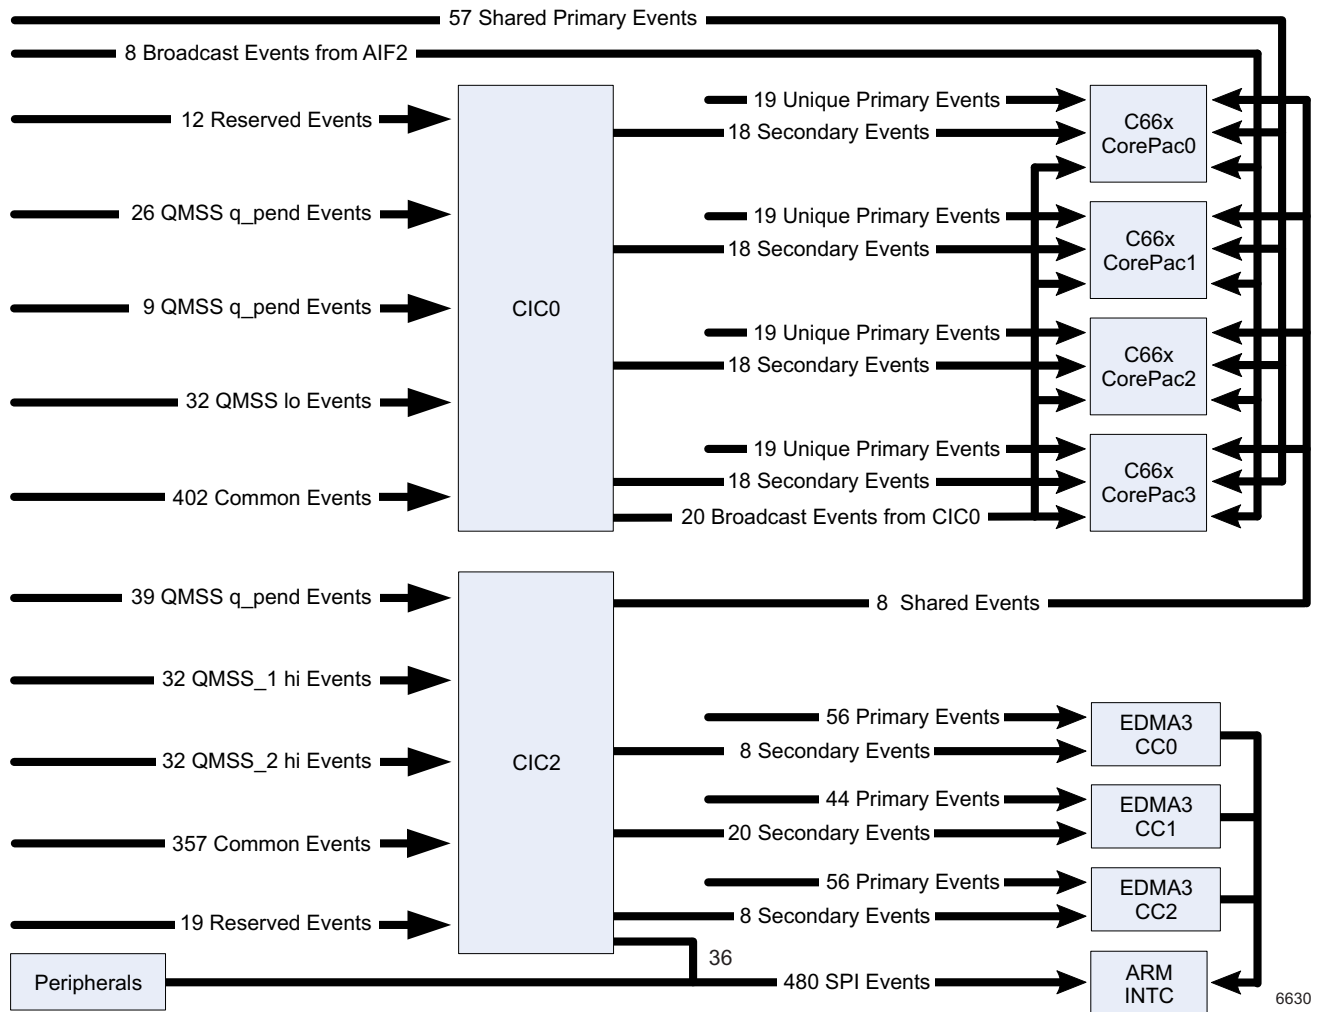 57 Shared Primary Events
8 Broadcast Events from AIF2
12 Reserved Events
26 QMSS q_pend Events
9 QMSS q_pend Events
32 QMSS lo Events
402 Common Events
CIC0
19 Unique Primary Events
18 Secondary Events
C66x
CorePac0
19 Unique Primary Events
18 Secondary Events
C66x
CorePac1
19 Unique Primary Events
18 Secondary Events
C66x
CorePac2
19 Unique Primary Events
18 Secondary Events
20 Broadcast Events from CIC0
C66x
CorePac3
39 QMSS q_pend Events
32 QMSS_1 hi Events
32 QMSS_2 hi Events
357 Common Events
19 Reserved Events
CIC2
8 Shared Events
56 Primary Events
8 Secondary Events
EDMA3
CC0
44 Primary Events
20 Secondary Events
EDMA3
CC1
56 Primary Events
8 Secondary Events
EDMA3
CC2
Peripherals
36
480 SPI Events
ARM
INTC
6630